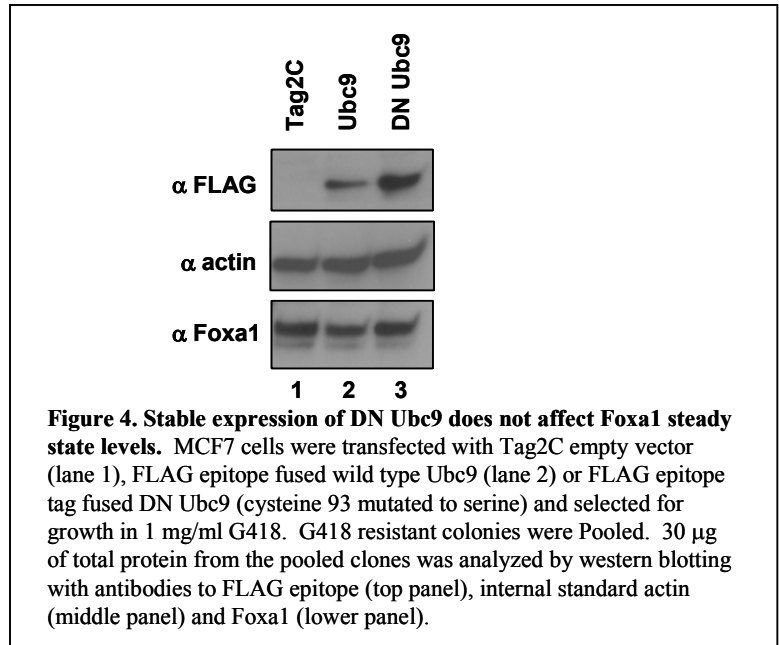 Tag2C
Ubc9
DN Ubc9
α FLAG
α actin
α Foxa1
1 2 3
Figure 4. Stable expression of DN Ubc9 does not affect Foxa1 steady
state levels. MCF7 cells were transfected with Tag2C empty vector
(lane 1), FLAG epitope fused wild type Ubc9 (lane 2) or FLAG epitope
tag fused DN Ubc9 (cysteine 93 mutated to serine) and selected for
growth in 1 mg/ml G418. G418 resistant colonies were Pooled. 30 μg
of total protein from the pooled clones was analyzed by western blotting
with antibodies to FLAG epitope (top panel), internal standard actin
(middle panel) and Foxa1 (lower panel).